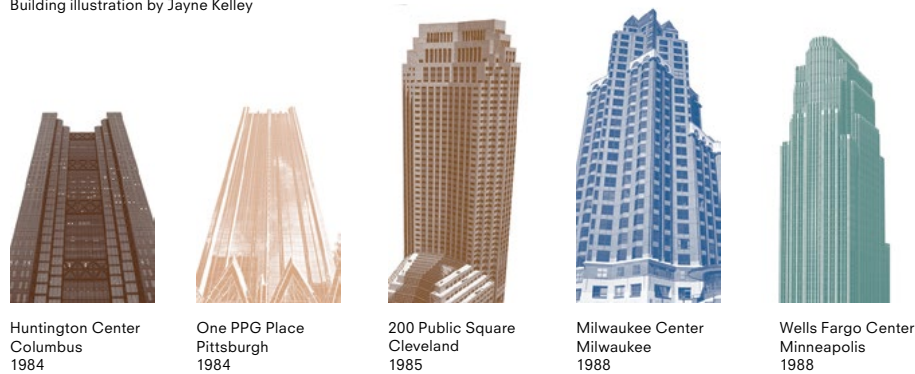 Building illustration by Jayne Kelley
Huntington Center
Columbus
1984
One PPG Place
Pittsburgh
1984
200 Public Square
Cleveland
1985
Milwaukee Center
Milwaukee
1988
Wells Fargo Center
Minneapolis
1988